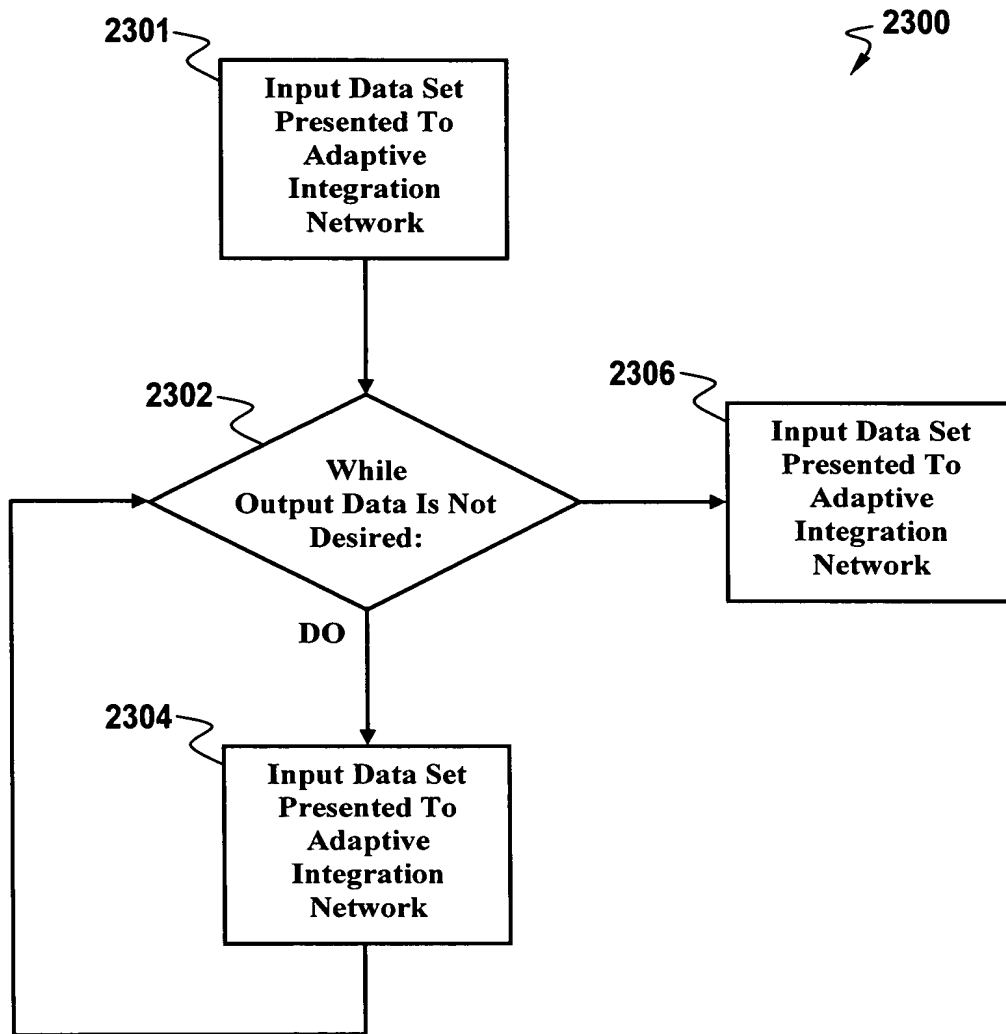 2301
2300
Input Data Set
Presented To
Adaptive
Integration
Network
2302
While
Output Data Is Not
Desired:
2306
Input Data Set
Presented To
Adaptive
Integration
Network
DO
2304
Input Data Set
Presented To
Adaptive
Integration
Network